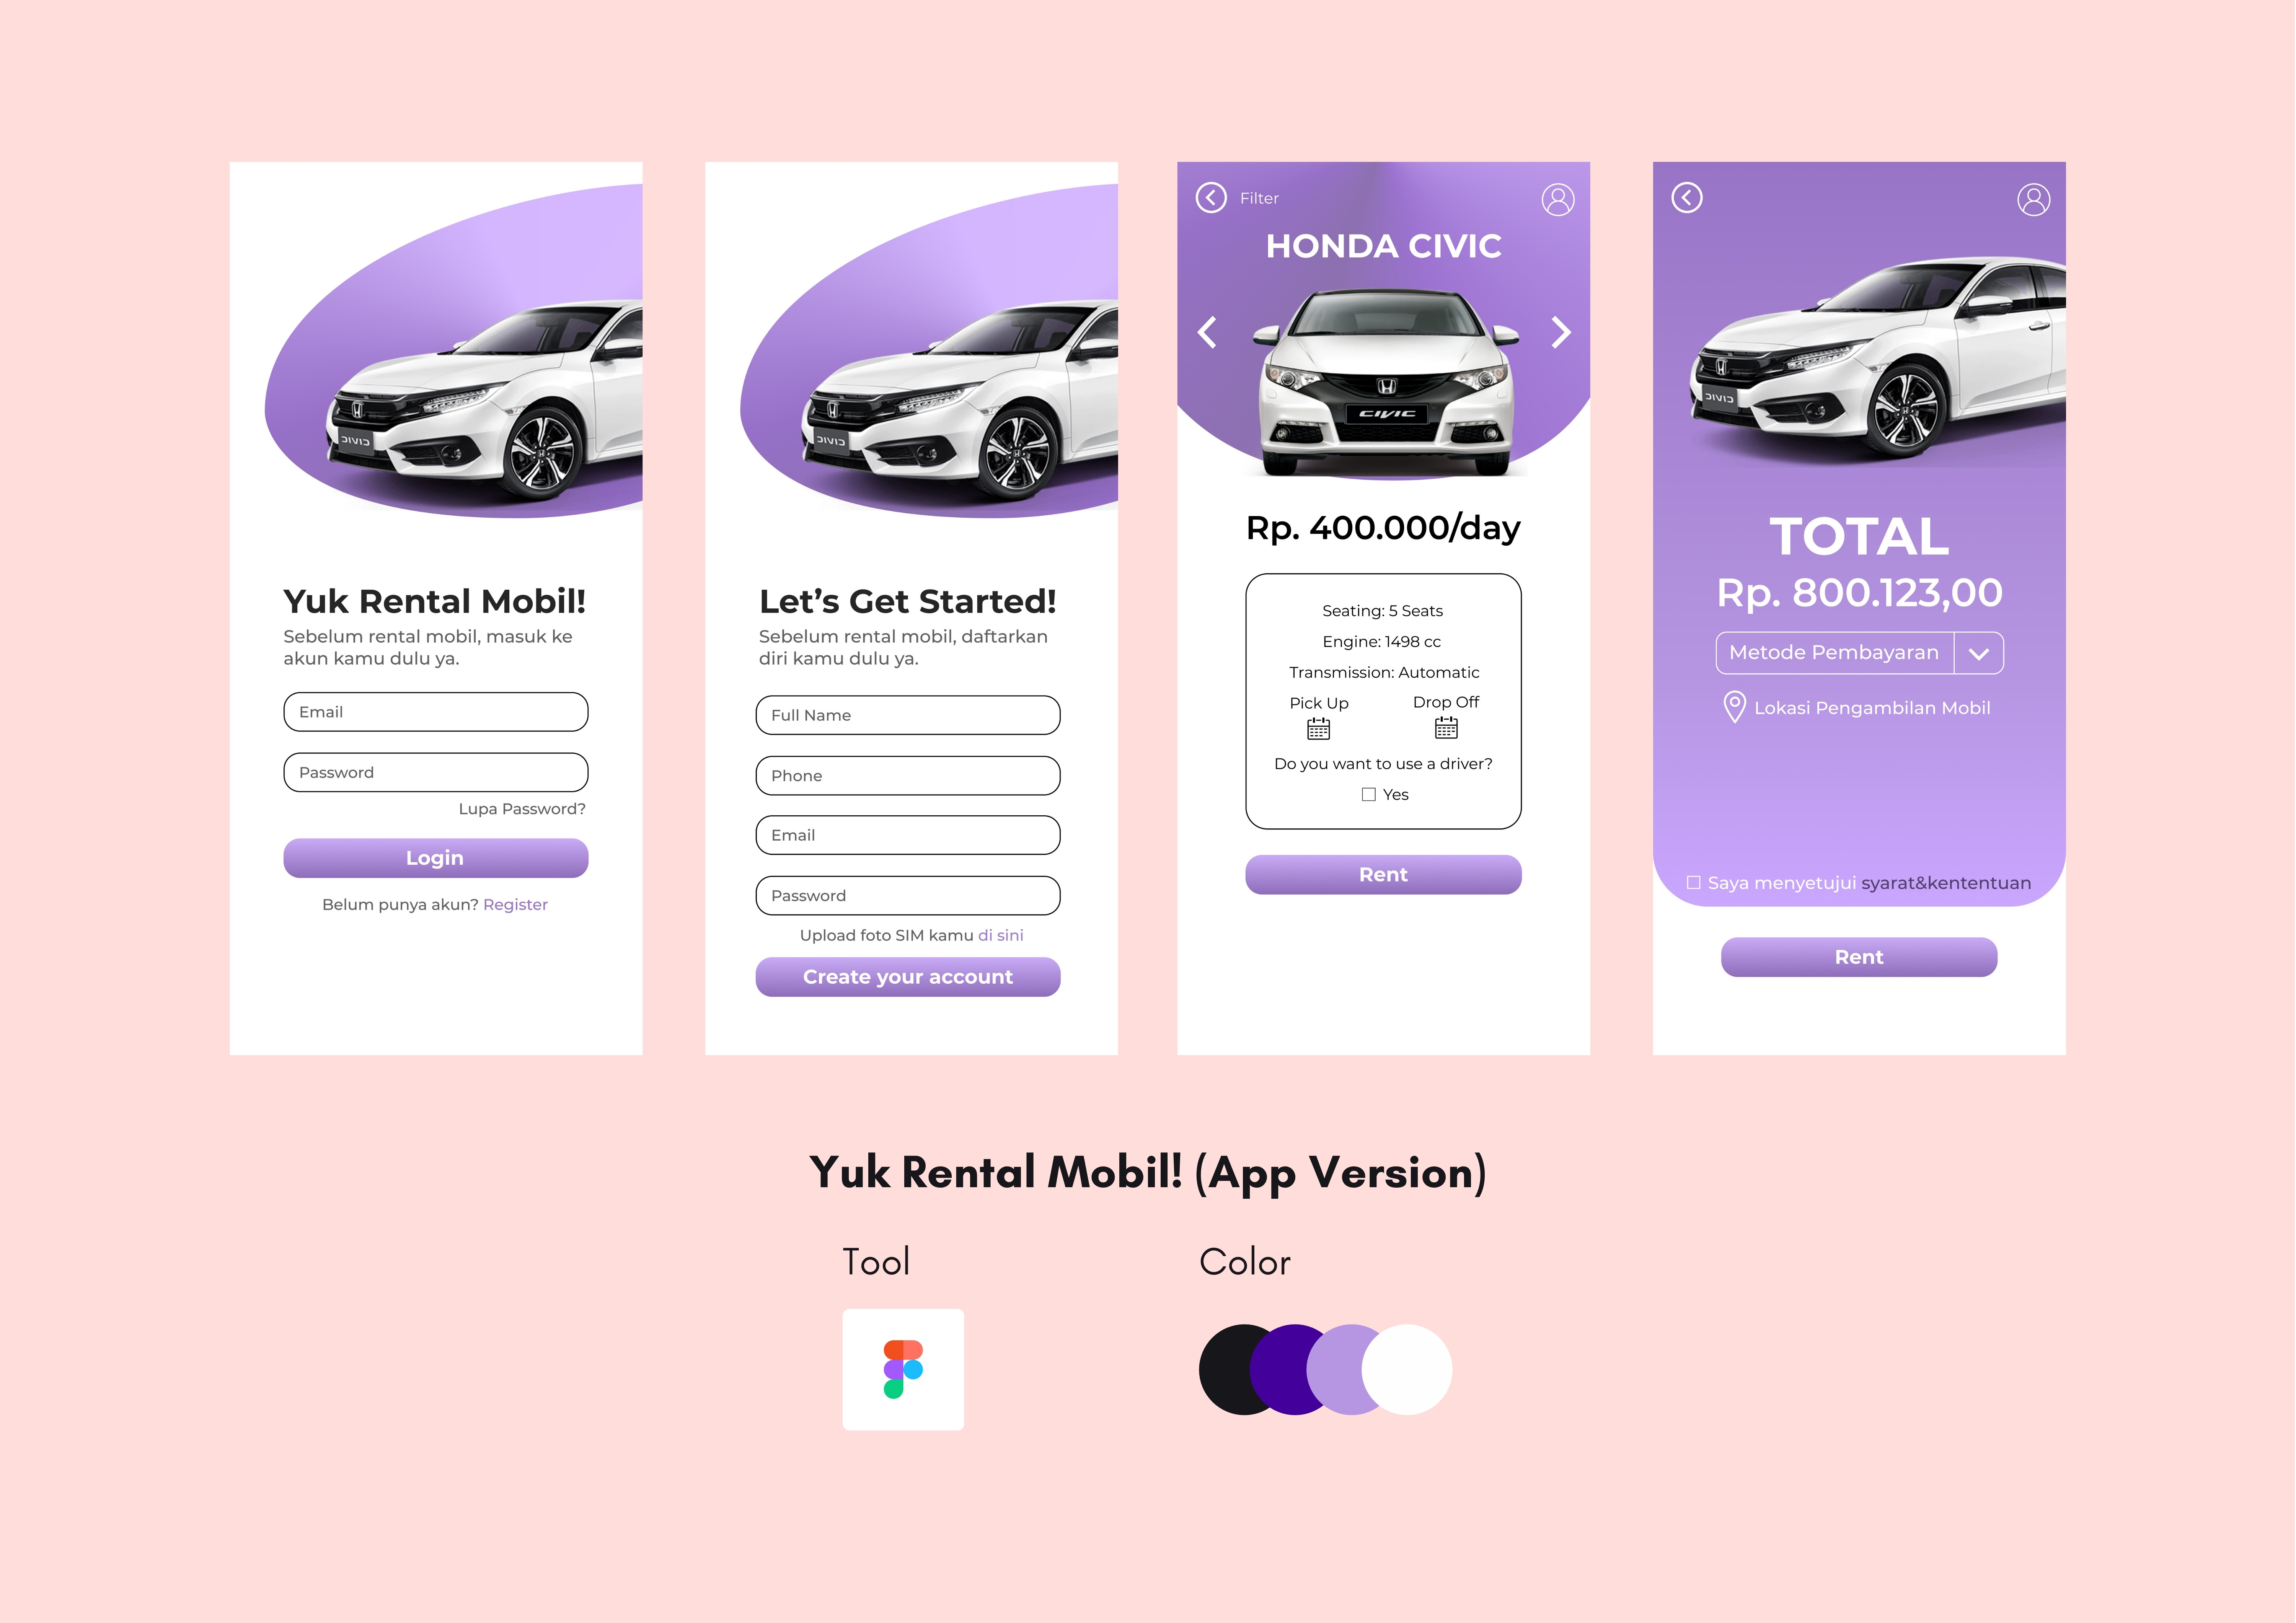 Yuk Rental Mobil!
Sebelum rental mobil, masuk ke
akun kamu dulu ya.
Email
Password
Lupa Password?
Login
Belum punya akun? Register
Let's Get Started!
Sebelum rental mobil, daftarkan
diri kamu dulu ya.
Full Name
Phone
Email
Password
Upload foto SIM kamu di sini
Create your account
Filter
HONDA CIVIC
CIVIC
Rp. 400.000/day
Seating: 5 Seats
Engine: 1498 cc
Transmission: Automatic
Pick Up
Drop Off
Do you want to use a driver?
Yes
Rent
TOTAL
Rp. 800.123,00
Metode Pembayaran
Lokasi Pengambilan Mobil
Saya menyetujui syarat&kententuan
Rent
Yuk Rental Mobil! (App Version)
Tool
Color